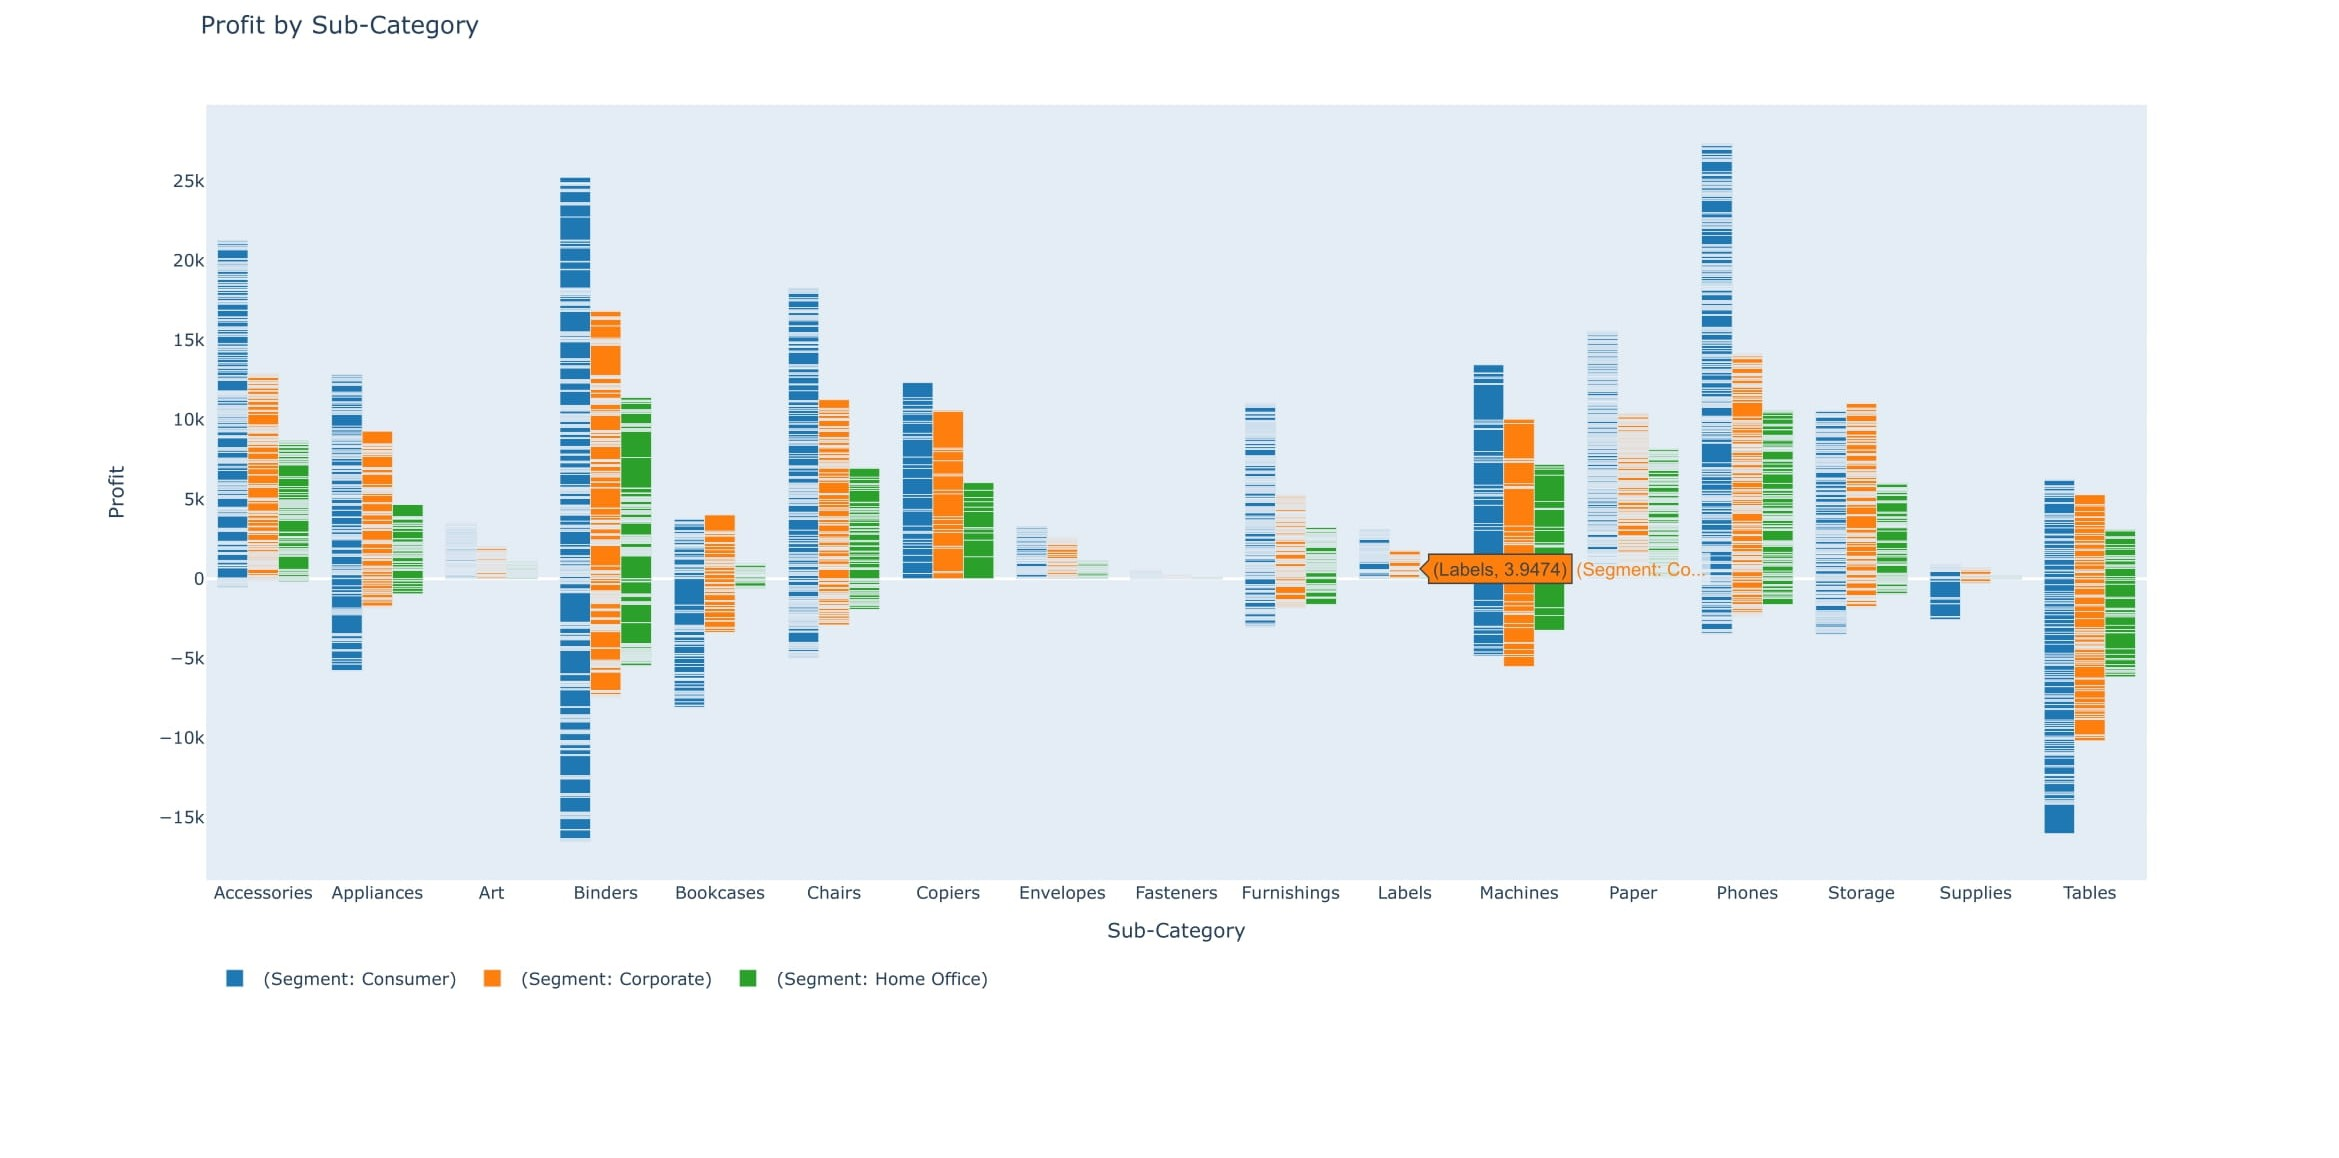 Profit by Sub-Category
Profit
25k
20k
15k
10k
5k
0
−5k
−10k
−15k
(Labels, 3.9474) (Segment: Co...
Accessories Appliances Art Binders Bookcases Chairs Copiers Envelopes Fasteners Furnishings Labels Machines Paper Phones Storage Supplies Tables
Sub-Category
(Segment: Consumer) (Segment: Corporate) (Segment: Home Office)